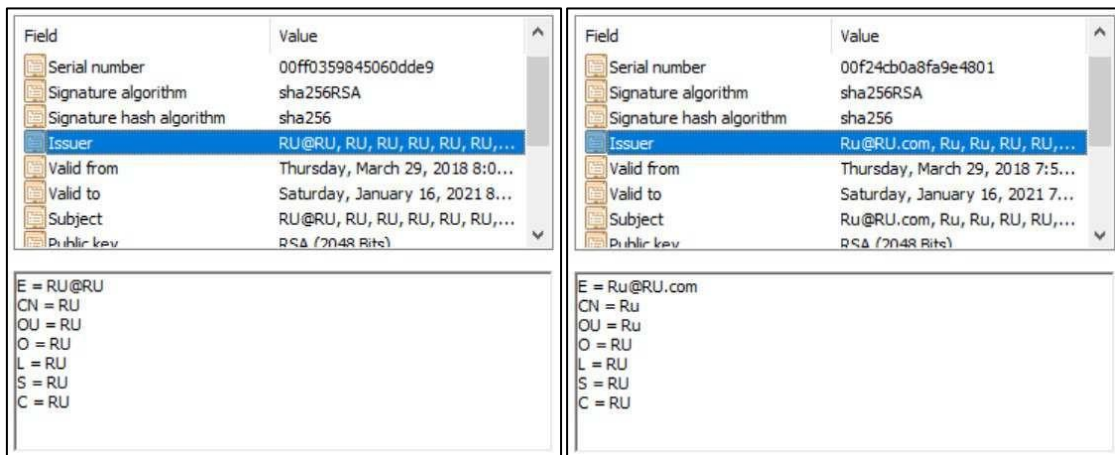 Field Value
Serial number 00ff0359845060dde9
Signature algorithm sha256RSA
Signature hash algorithm sha256
Issuer RU@RU, RU, RU, RU, RU, RU,...
Valid from Thursday, March 29, 2018 8:0...
Valid to Saturday, January 16, 2021 8...
Subject RU@RU, RU, RU, RU, RU, RU,...
Public key RSA (2048 Bits)
E = RU@RU
CN = RU
OU = RU
O = RU
L = RU
S = RU
C = RU
Field Value
Serial number 00f24cb0a8fa9e4801
Signature algorithm sha256RSA
Signature hash algorithm sha256
Issuer Ru@RU.com, Ru, Ru, RU, RU,...
Valid from Thursday, March 29, 2018 7:5...
Valid to Saturday, January 16, 2021 7...
Subject Ru@RU.com, Ru, Ru, RU, RU,...
Public key RSA (2048 Bits)
E = Ru@RU.com
CN = Ru
OU = Ru
O = RU
L = RU
S = RU
C = RU